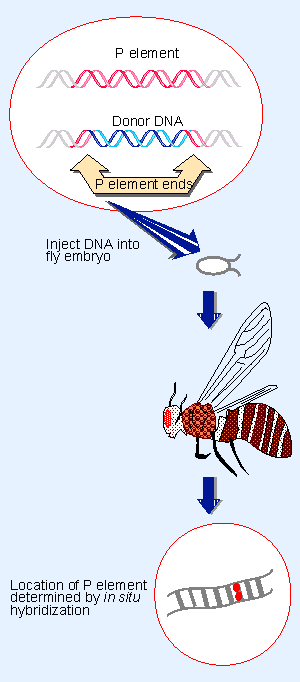 P element
Donor DNA
P element ends
Inject DNA into
fly embryo
Location of P element
determined by in situ
hybridization